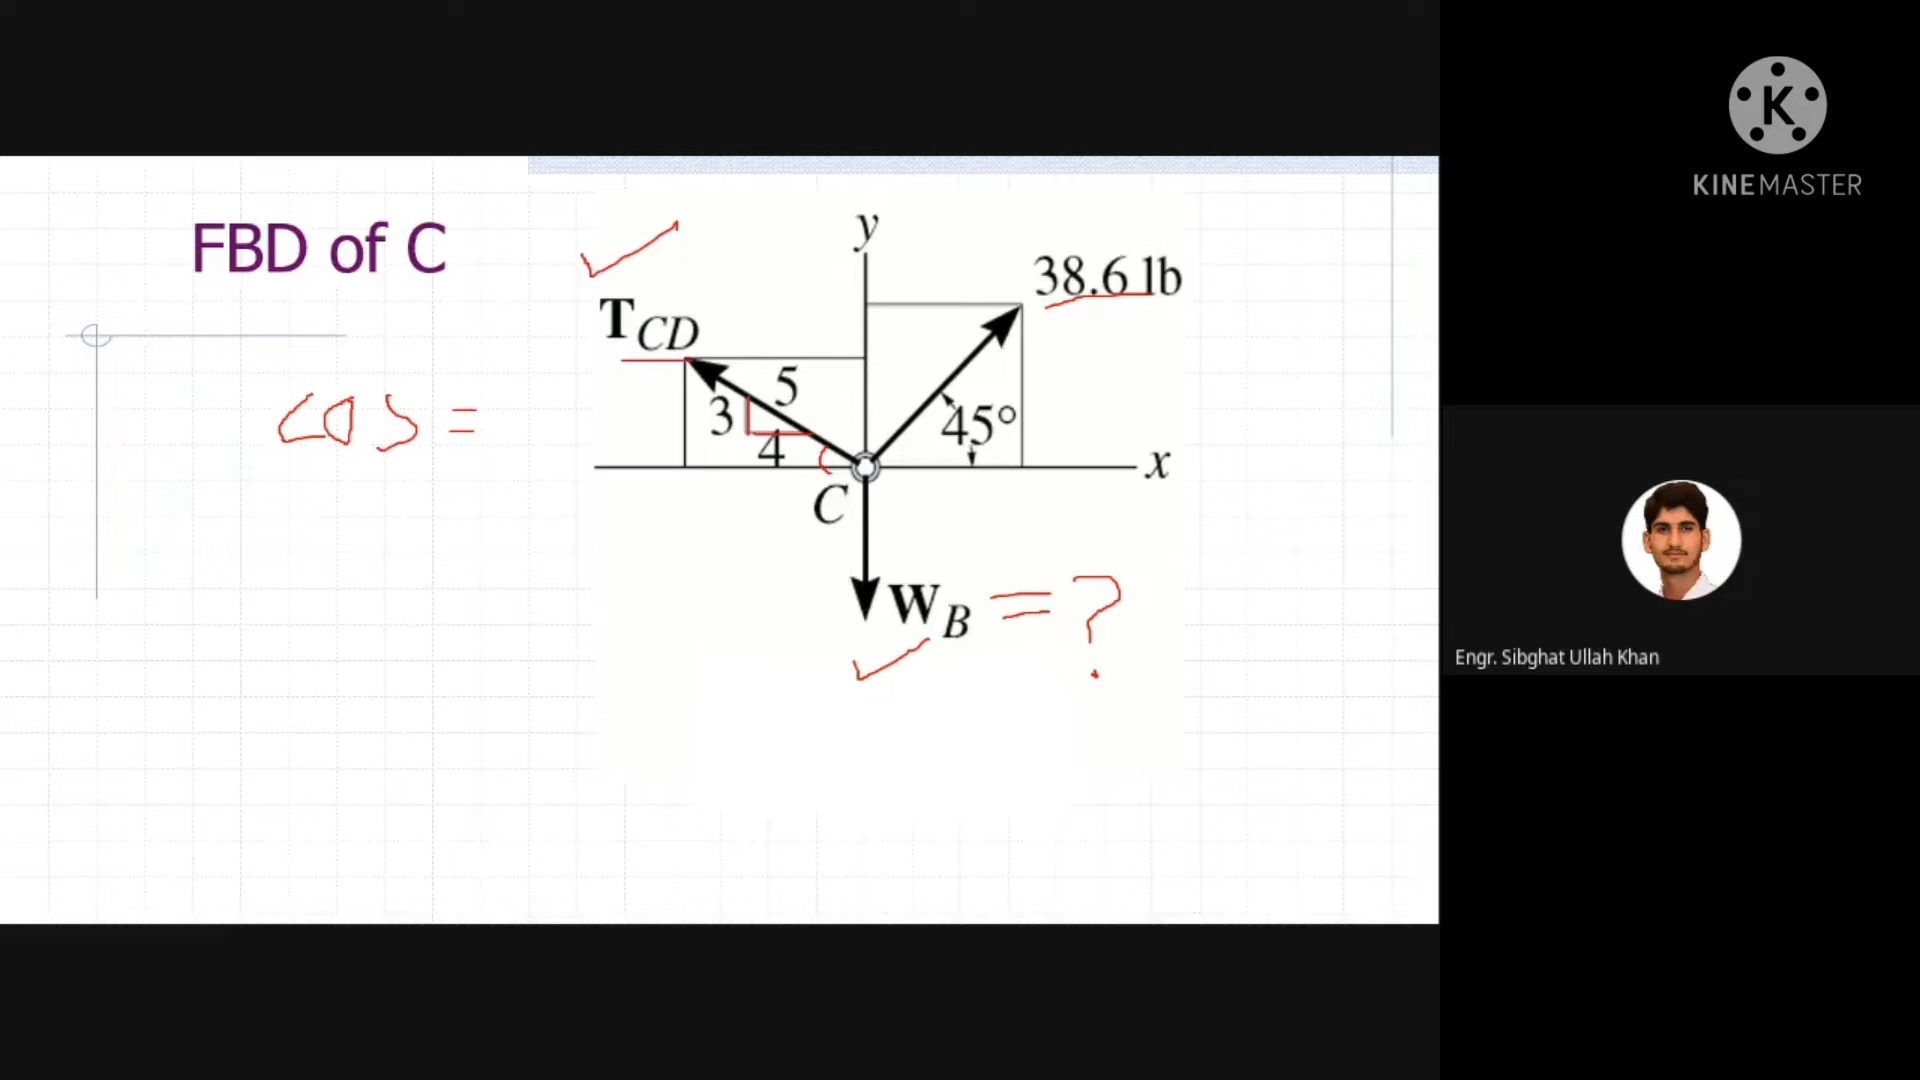 FBD of C
y
38.6 lb
T_CD
cos =
5
3
4
45°
x
C
W_B = ?
K
KINEMASTER
Engr. Sibghat Ullah Khan